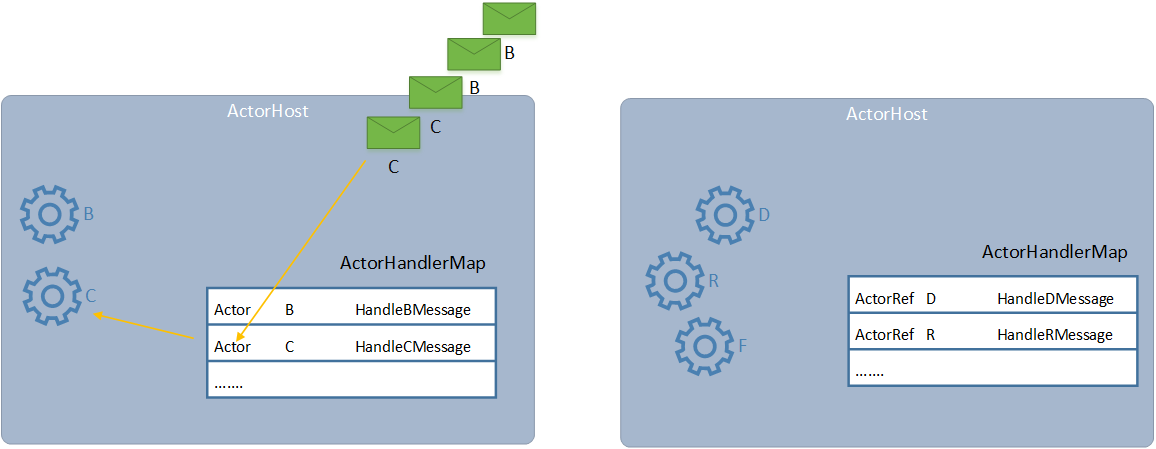 B
B
C
C
ActorHost
B
C
ActorHandlerMap
Actor B HandleBMessage
Actor C HandleCMessage
.......
ActorHost
D
R
F
ActorHandlerMap
ActorRef D HandleDMessage
ActorRef R HandleRMessage
.......